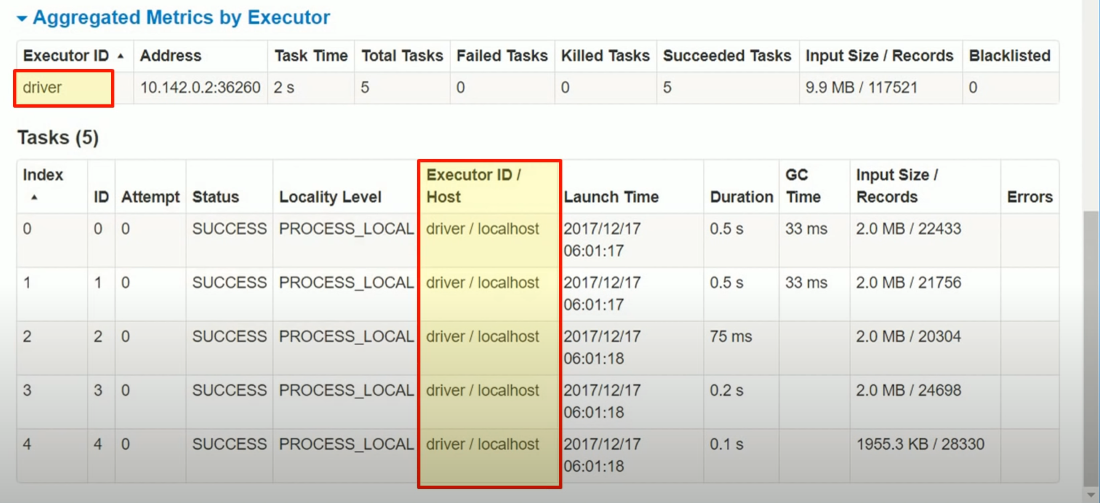 Aggregated Metrics by Executor
Executor ID Address Task Time Total Tasks Failed Tasks Killed Tasks Succeeded Tasks Input Size / Records Blacklisted
driver 10.142.0.2:36260 2 s 5 0 0 5 9.9 MB / 117521 0
Tasks (5)
Index ID Attempt Status Locality Level Executor ID / Host Launch Time Duration GC Time Input Size / Records Errors
0 0 0 SUCCESS PROCESS_LOCAL driver / localhost 2017/12/17 06:01:17 0.5 s 33 ms 2.0 MB / 22433
1 1 0 SUCCESS PROCESS_LOCAL driver / localhost 2017/12/17 06:01:17 0.5 s 33 ms 2.0 MB / 21756
2 2 0 SUCCESS PROCESS_LOCAL driver / localhost 2017/12/17 06:01:18 75 ms 2.0 MB / 20304
3 3 0 SUCCESS PROCESS_LOCAL driver / localhost 2017/12/17 06:01:18 0.2 s 2.0 MB / 24698
4 4 0 SUCCESS PROCESS_LOCAL driver / localhost 2017/12/17 06:01:18 0.1 s 1955.3 KB / 28330